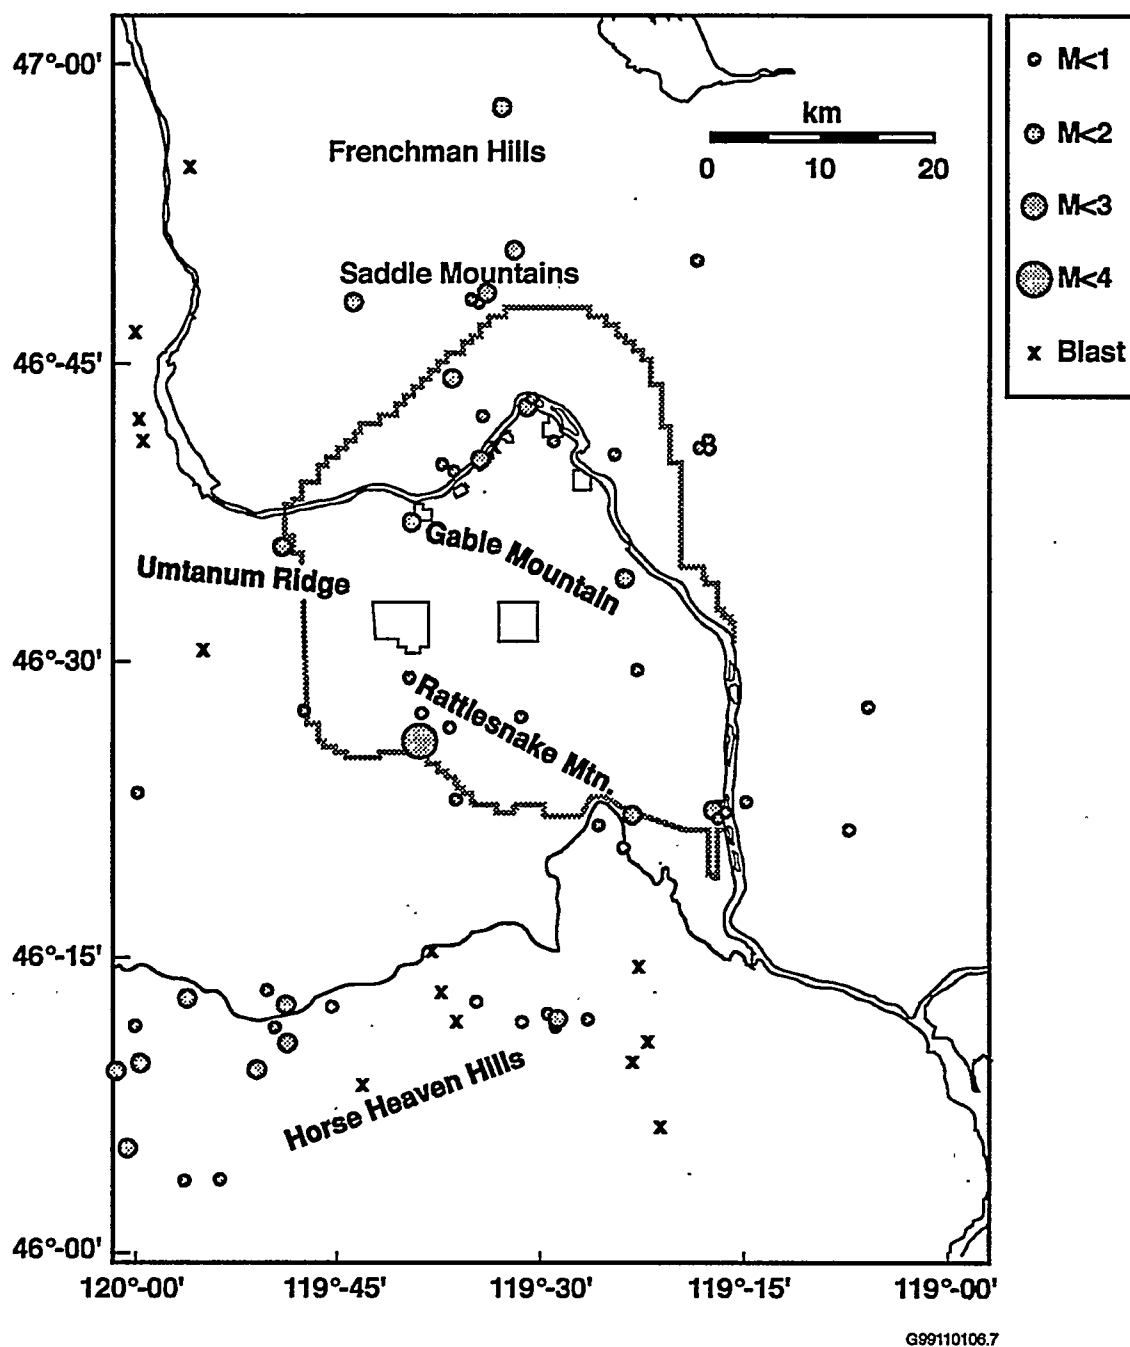 47°-00'
46°-45'
46°-30'
46°-15'
46°-00'
120°-00'
119°-45'
119°-30'
119°-15'
119°-00'
km
0
10
20
Frenchman Hills
Saddle Mountains
Gable Mountain
Umtanum Ridge
Rattlesnake Mtn.
Horse Heaven Hills
M<1
M<2
M<3
M<4
x Blast
G99110106.7